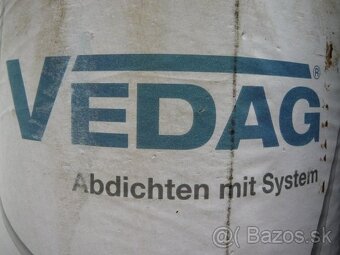 VEDAG®
Abdichten mit System
© Bazos.sk